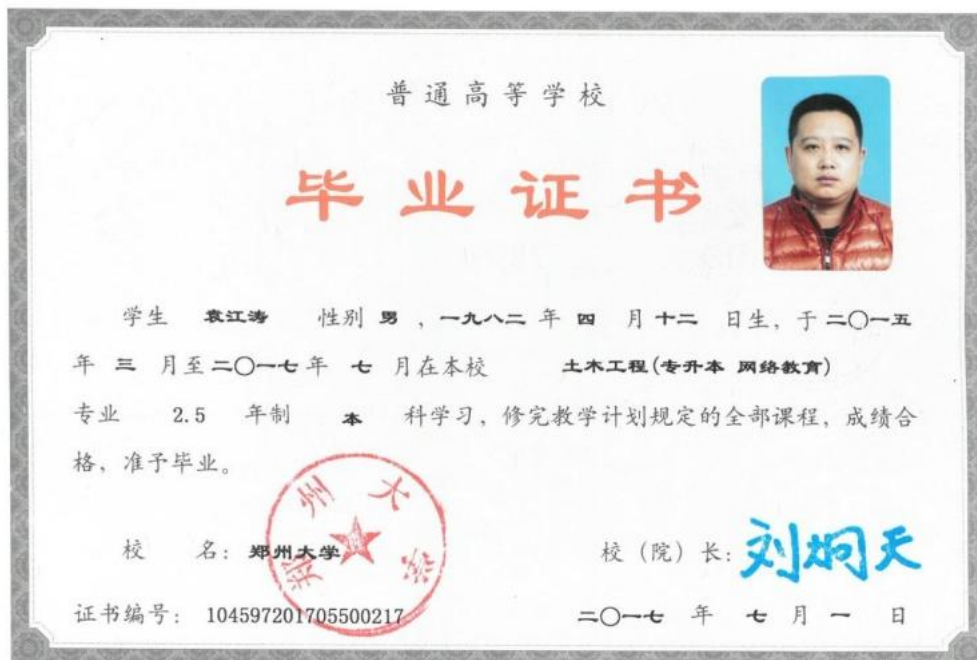 普通高等学校
毕业证书
学生 袁江涛 性别 男 ，一九八二 年 四 月 十二 日生，于 二〇一五
年 三 月至 二〇一七 年 七 月在本校 土木工程(专升本 网络教育)
专业 2.5 年制 本 科学习，修完教学计划规定的全部课程，成绩合
格，准予毕业。
郑州大学
校 名：郑州大学 校（院）长：刘炯天
证书编号：104597201705500217 二〇一七 年 七 月 一 日